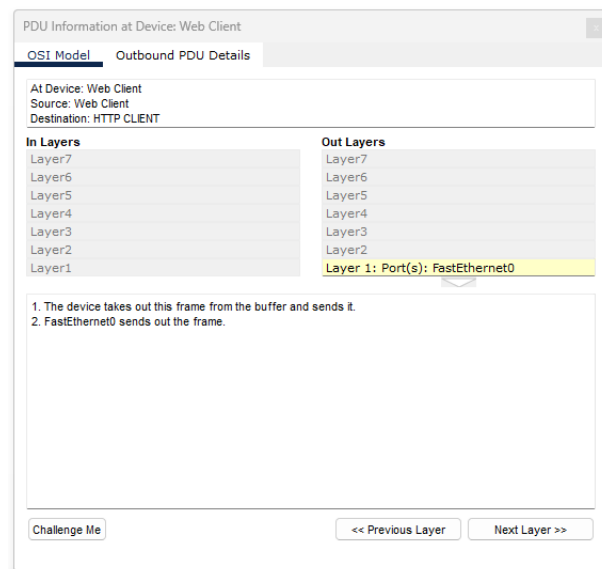 PDU Information at Device: Web Client
x
OSI Model Outbound PDU Details
At Device: Web Client
Source: Web Client
Destination: HTTP CLIENT
In Layers Out Layers
Layer7 Layer7
Layer6 Layer6
Layer5 Layer5
Layer4 Layer4
Layer3 Layer3
Layer2 Layer2
Layer1 Layer 1: Port(s): FastEthernet0
1. The device takes out this frame from the buffer and sends it.
2. FastEthernet0 sends out the frame.
Challenge Me << Previous Layer Next Layer >>